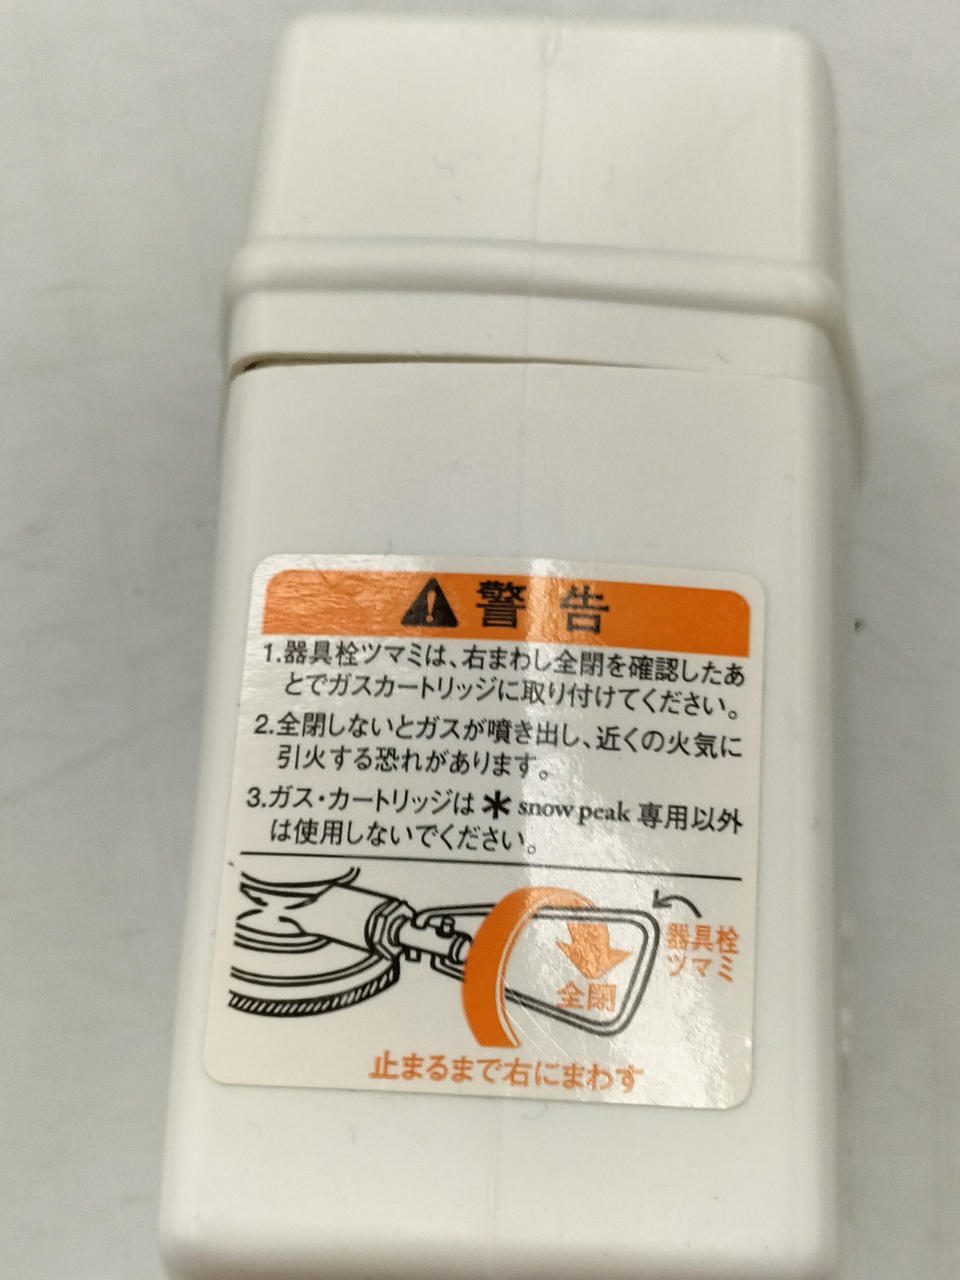 警告
1.器具栓ツマミは、右まわし全閉を確認したあ
とでガスカートリッジに取り付けてください。
2.全閉しないとガスが噴き出し、近くの火気に
引火する恐れがあります。
3.ガス・カートリッジは＊snow peak専用以外
は使用しないでください。
器具栓
ツマミ
全閉
止まるまで右にまわす